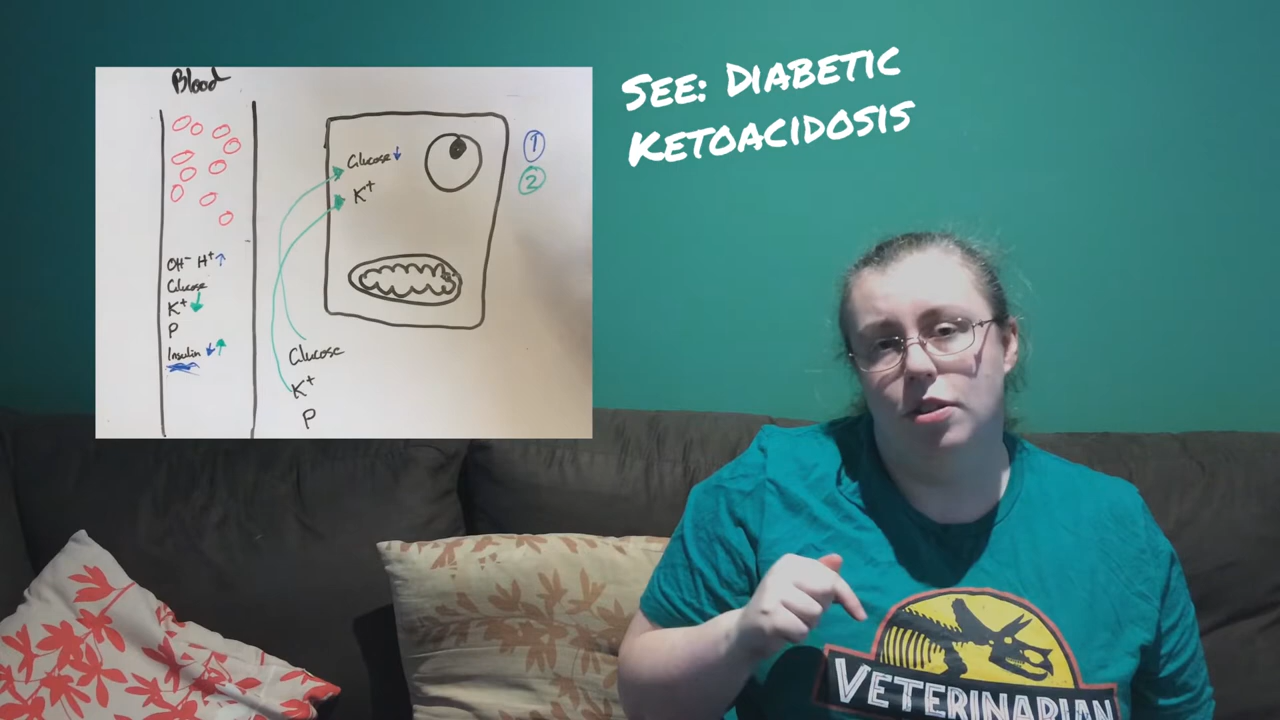 Blood
OH⁻ H⁺↑
Glucose
K⁺↓
P
Insulin ↓↑
Glucose↓
K⁺
Glucose
K⁺
P
1
2
SEE: DIABETIC
KETOACIDOSIS
VETERINARIAN